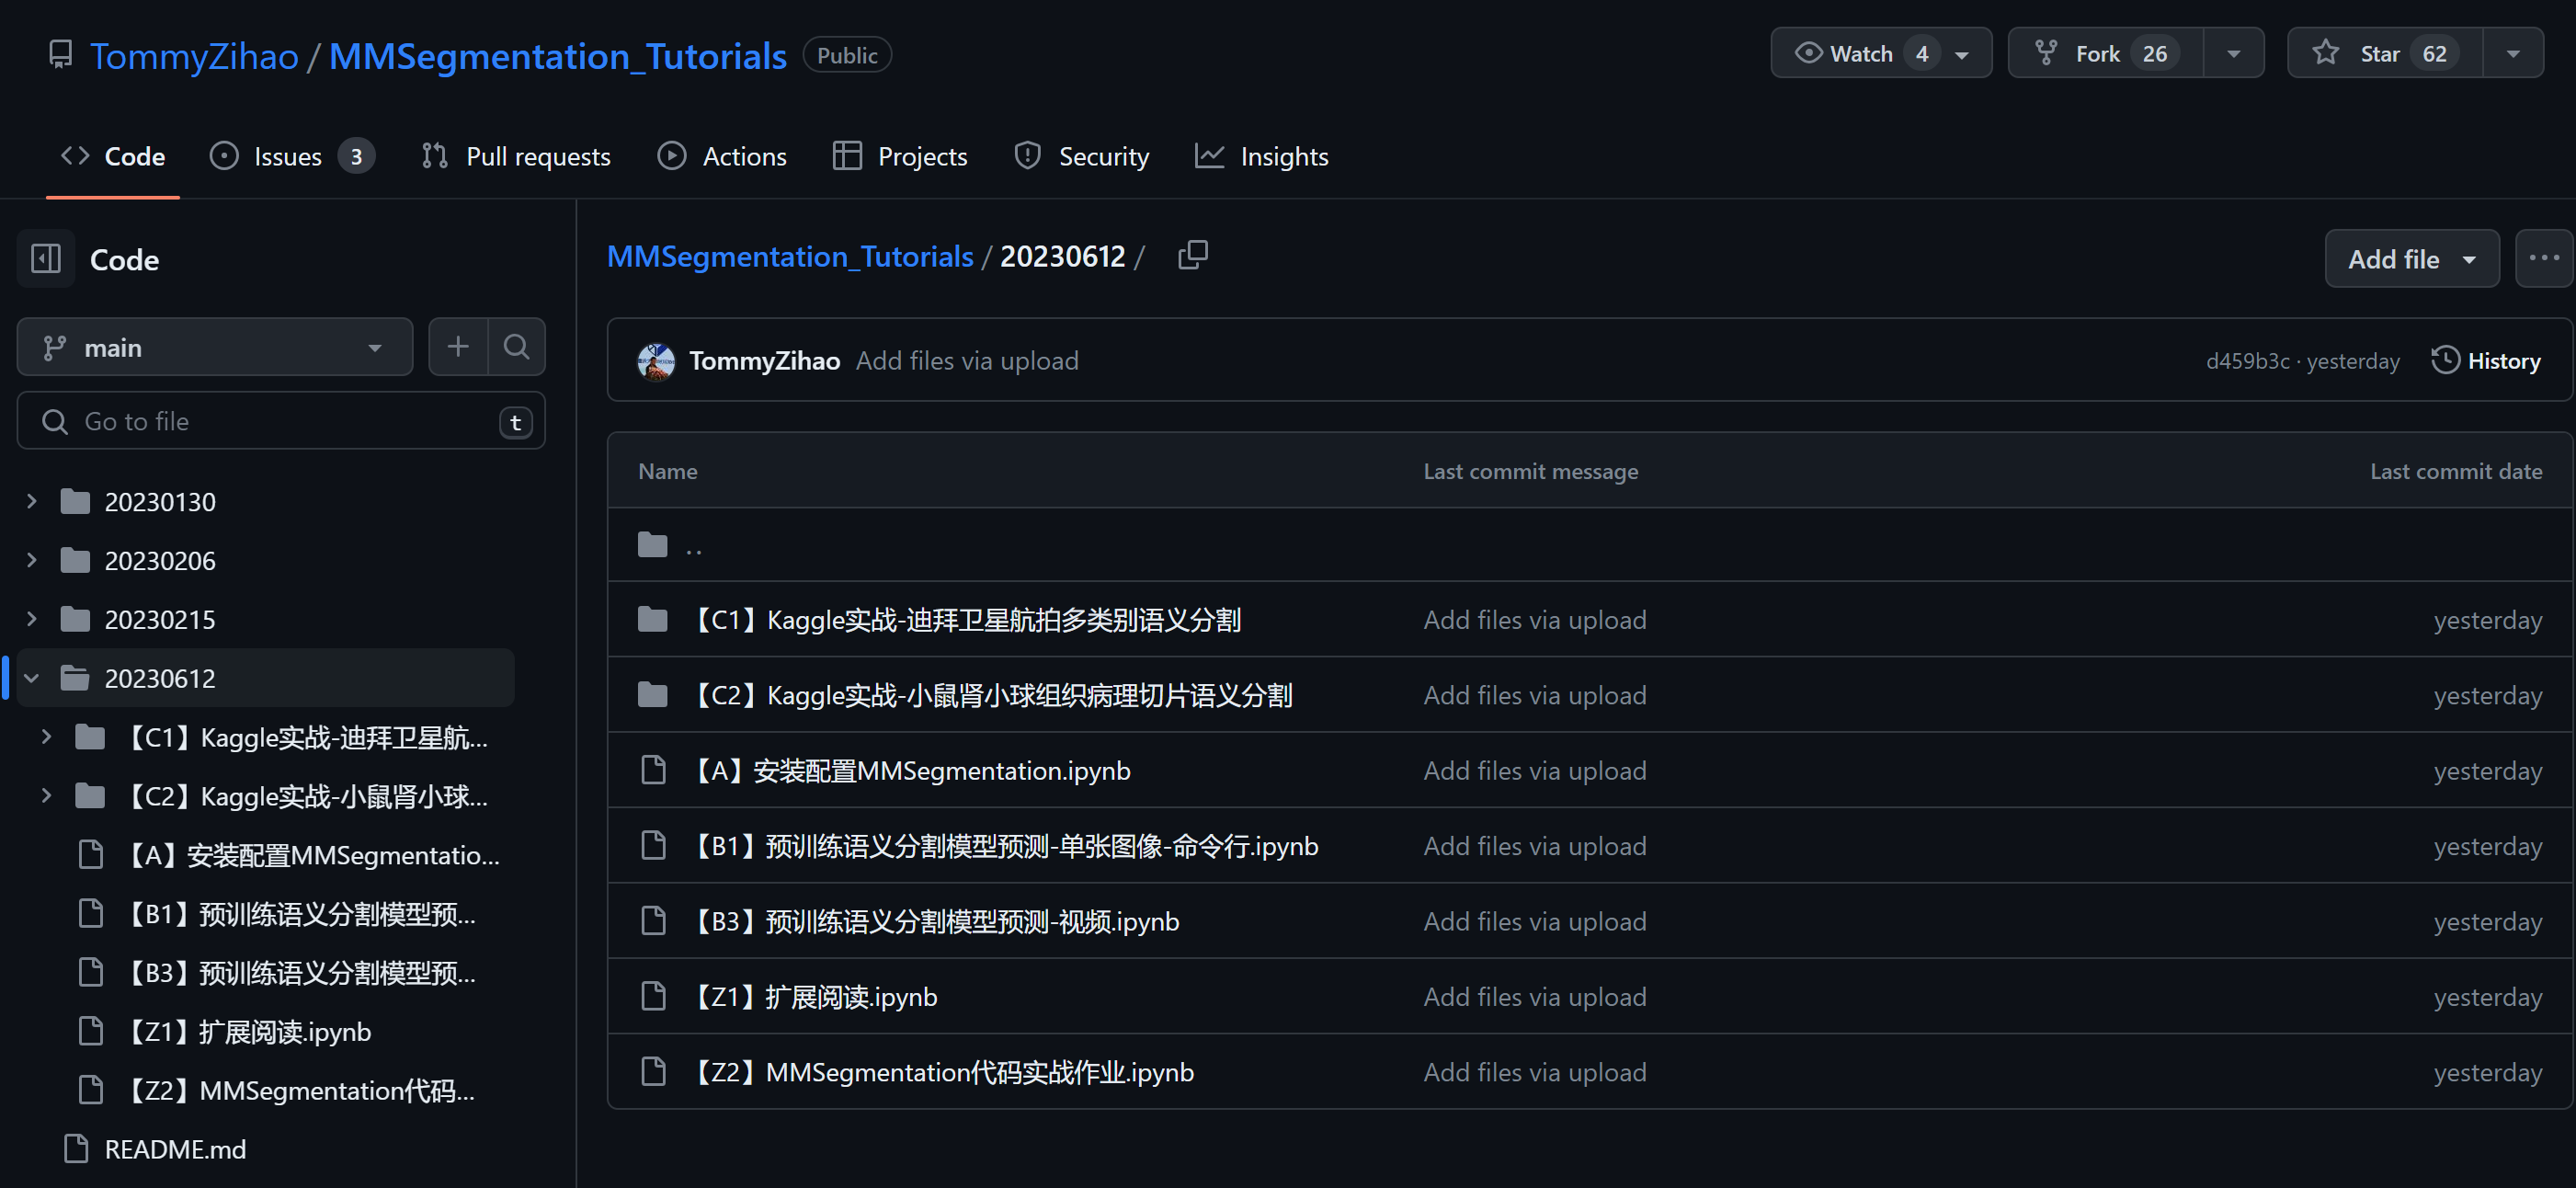 TommyZihao / MMSegmentation_Tutorials Public
Watch 4
Fork 26
Star 62
Code
Issues 3
Pull requests
Actions
Projects
Security
Insights
Code
main
Go to file t
20230130
20230206
20230215
20230612
【C1】Kaggle实战-迪拜卫星航...
【C2】Kaggle实战-小鼠肾小球...
【A】安装配置MMSegmentatio...
【B1】预训练语义分割模型预...
【B3】预训练语义分割模型预...
【Z1】扩展阅读.ipynb
【Z2】MMSegmentation代码...
README.md
MMSegmentation_Tutorials / 20230612 /
Add file ...
TommyZihao Add files via upload
d459b3c · yesterday History
Name Last commit message Last commit date
..
【C1】Kaggle实战-迪拜卫星航拍多类别语义分割 Add files via upload yesterday
【C2】Kaggle实战-小鼠肾小球组织病理切片语义分割 Add files via upload yesterday
【A】安装配置MMSegmentation.ipynb Add files via upload yesterday
【B1】预训练语义分割模型预测-单张图像-命令行.ipynb Add files via upload yesterday
【B3】预训练语义分割模型预测-视频.ipynb Add files via upload yesterday
【Z1】扩展阅读.ipynb Add files via upload yesterday
【Z2】MMSegmentation代码实战作业.ipynb Add files via upload yesterday